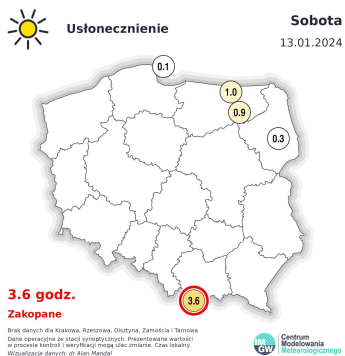 Usłonecznienie
Sobota
13.01.2024
0.1
1.0
0.9
0.3
3.6
3.6 godz.
Zakopane
Brak danych dla Krakowa, Rzeszowa, Olsztyna, Zamościa i Tarnowa
Dane operacyjne ze stacji synoptycznych. Prezentowane wartości
w procesie kontroli i weryfikacji mogą ulec zmianie. Czas lokalny.
Wizualizacja danych: dr Alan Mandal
IM
GW
Centrum
Modelowania
Meteorologicznego